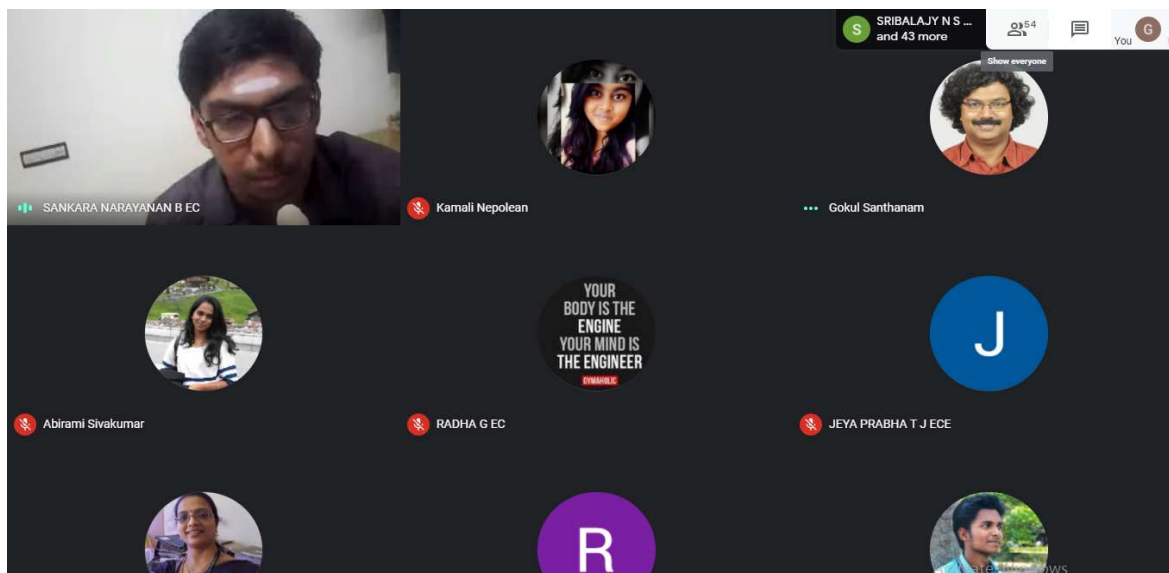 SRIBALAJY N S ...
and 43 more
S
54
You
G
Show everyone
SANKARA NARAYANAN B EC
Kamali Nepolean
Gokul Santhanam
YOUR
BODY IS THE
ENGINE
YOUR MIND IS
THE ENGINEER
GYMAHOLIC
J
Abirami Sivakumar
RADHA G EC
JEYA PRABHA T J ECE
R